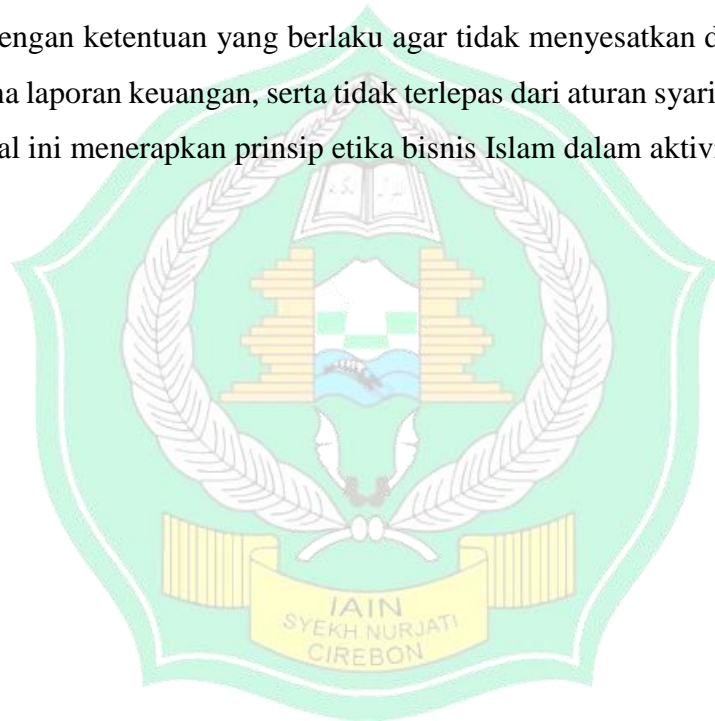 engan ketentuan yang berlaku agar tidak menyesatkan d
na laporan keuangan, serta tidak terlepas dari aturan syari
al ini menerapkan prinsip etika bisnis Islam dalam aktivi
IAIN
SYEKH NURJATI
CIREBON